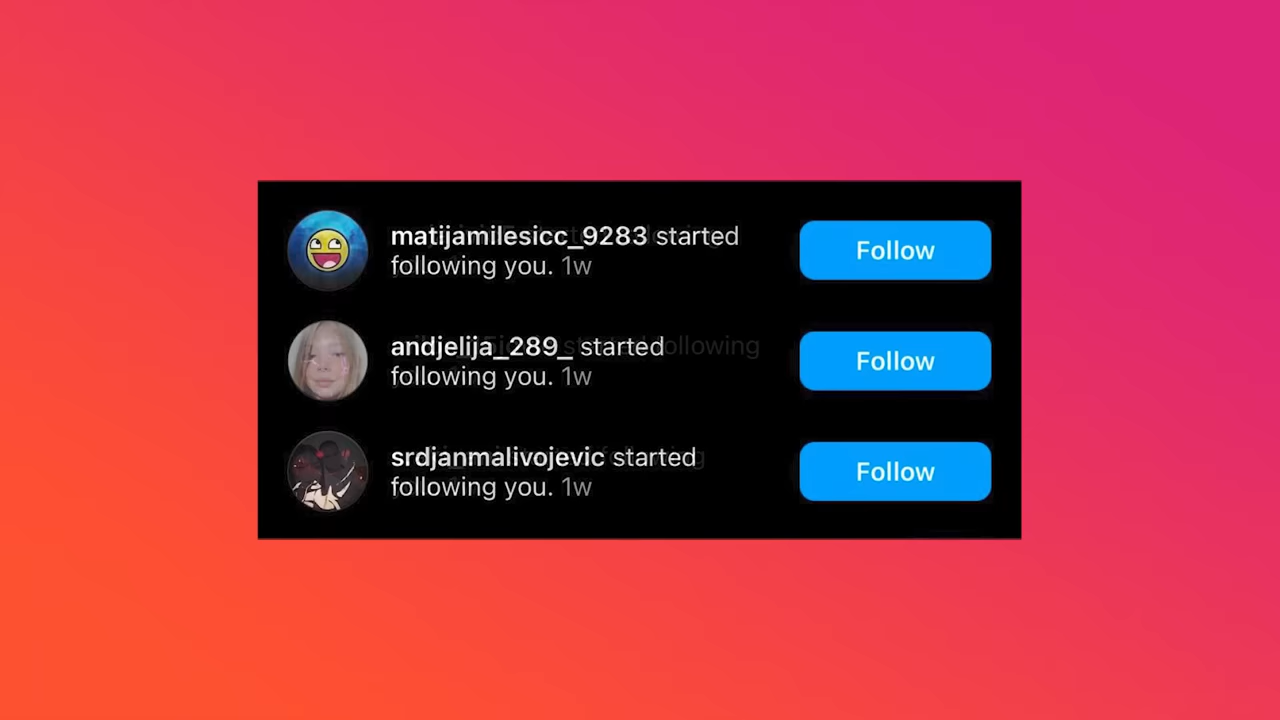 matijamilesicc_9283 started
following you. 1w
Follow
andjelija_289_ started
following you. 1w
Follow
srdjanmalivojevic started
following you. 1w
Follow